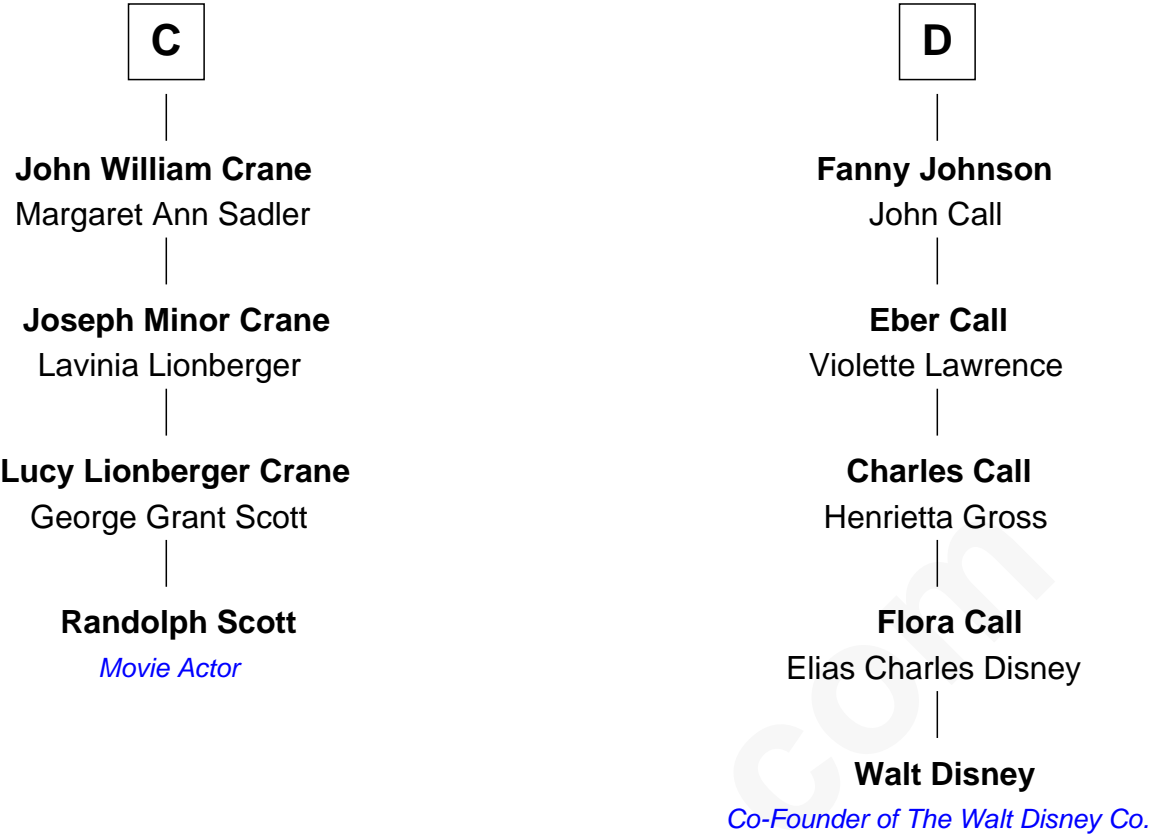 C
John William Crane
Margaret Ann Sadler
Joseph Minor Crane
Lavinia Lionberger
Lucy Lionberger Crane
George Grant Scott
Randolph Scott
Movie Actor
D
Fanny Johnson
John Call
Eber Call
Violette Lawrence
Charles Call
Henrietta Gross
Flora Call
Elias Charles Disney
Walt Disney
Co-Founder of The Walt Disney Co.
com